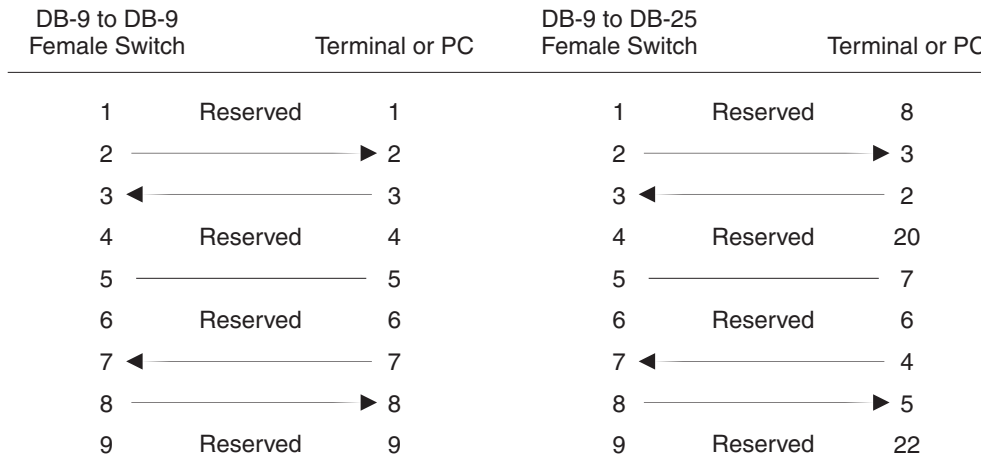 DB-9 to DB-9 DB-9 to DB-25
Female Switch Terminal or PC Female Switch Terminal or PC
1 Reserved 1 1 Reserved 8
2 2 2 3
3 3 3 2
4 Reserved 4 4 Reserved 20
5 5 5 7
6 Reserved 6 6 Reserved 6
7 7 7 4
8 8 8 5
9 Reserved 9 9 Reserved 22